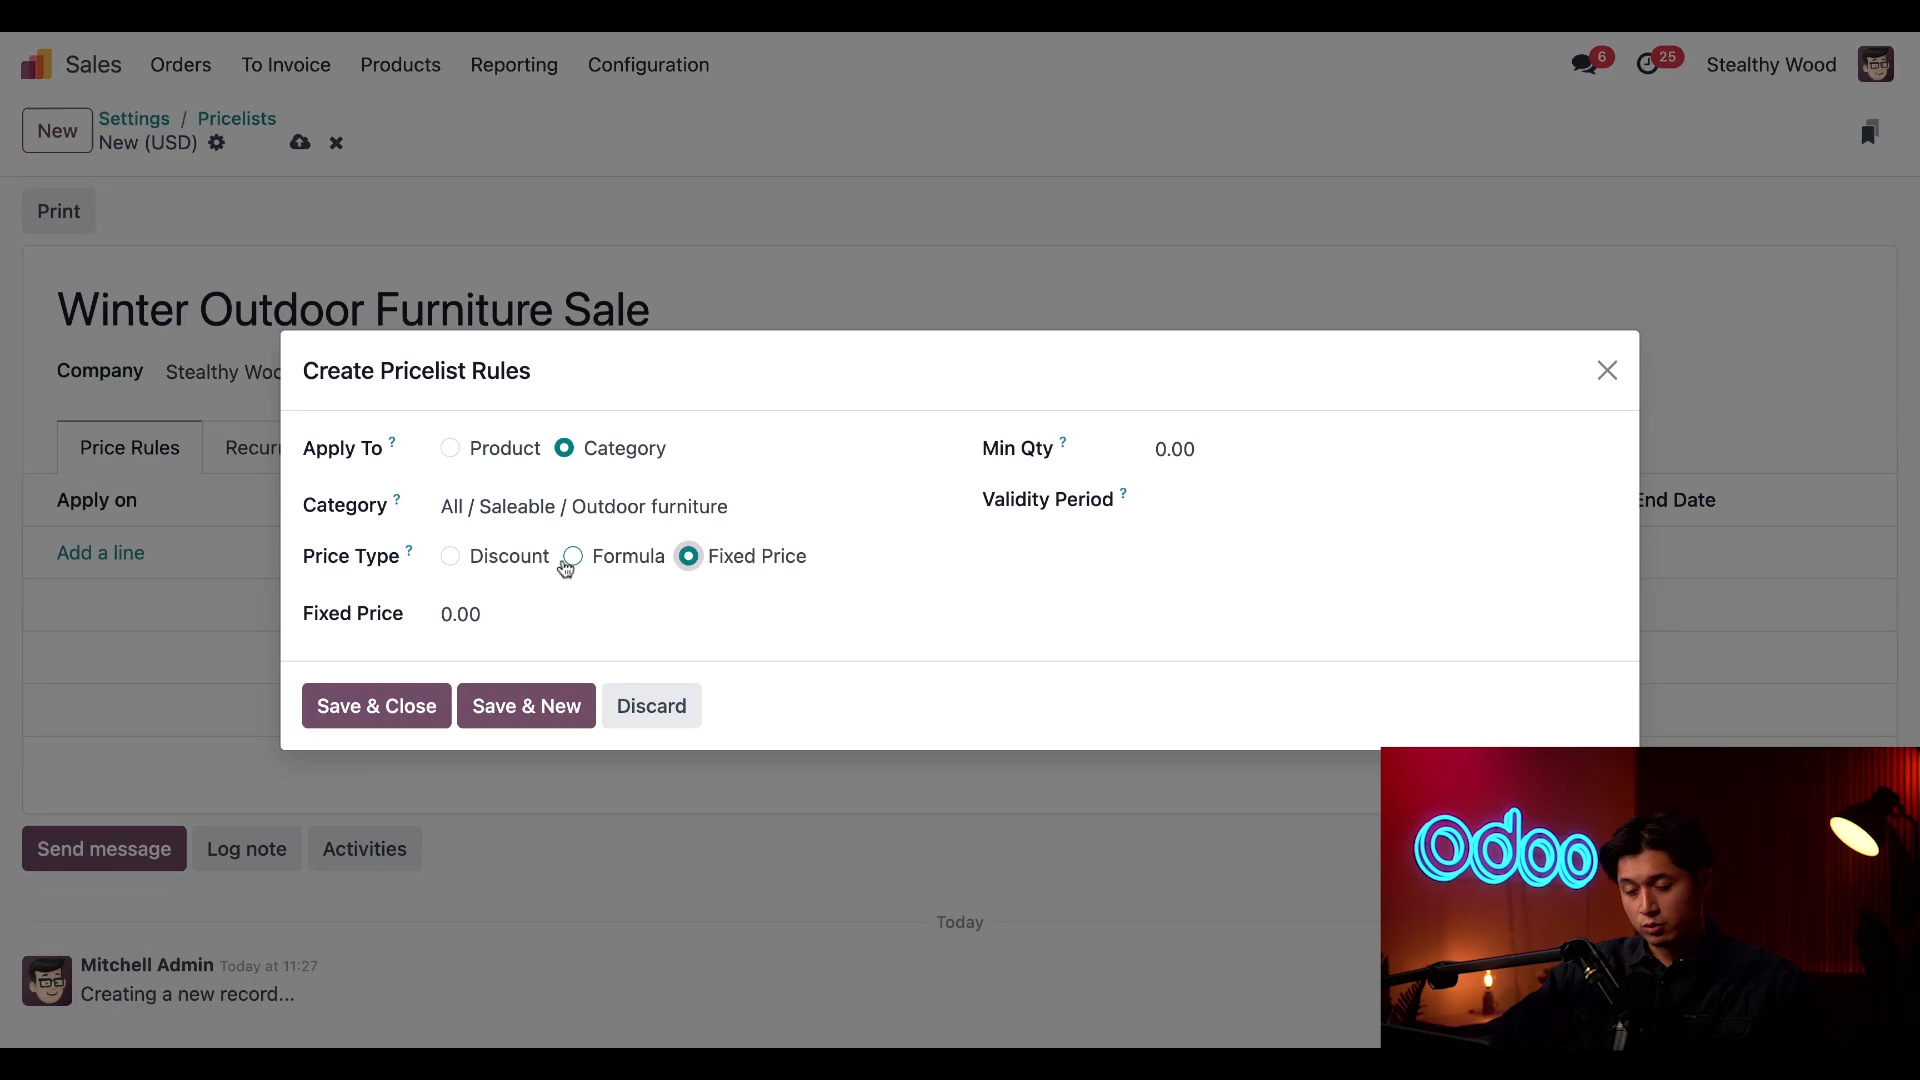 Sales Orders To Invoice Products Reporting Configuration 6 25 Stealthy Wood
New Settings / Pricelists
New (USD)
Print
Winter Outdoor Furniture Sale
Company Stealthy Woo
Create Pricelist Rules
Price Rules Recurr
Apply To ? Product Category Min Qty ? 0.00
Apply on End Date
Category ? All / Saleable / Outdoor furniture Validity Period ?
Add a line
Price Type ? Discount Formula Fixed Price
Fixed Price 0.00
Save & Close Save & New Discard
Send message Log note Activities
odoo
Today
Mitchell Admin Today at 11:27
Creating a new record...